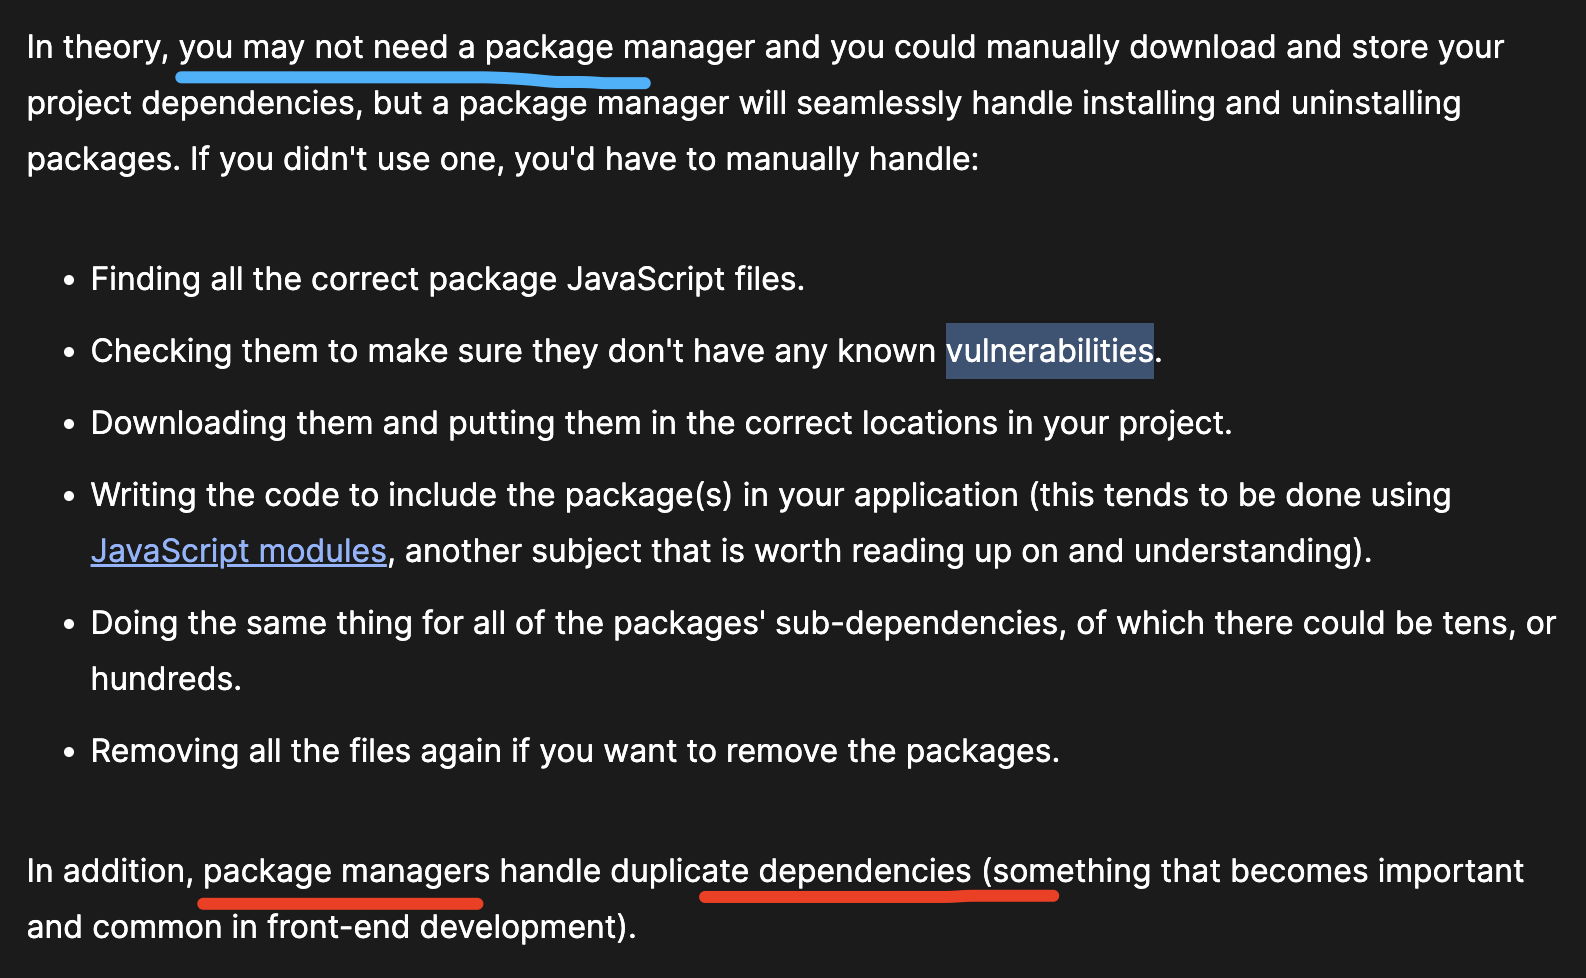 In theory, you may not need a package manager and you could manually download and store your
project dependencies, but a package manager will seamlessly handle installing and uninstalling
packages. If you didn't use one, you'd have to manually handle:
• Finding all the correct package JavaScript files.
• Checking them to make sure they don't have any known vulnerabilities.
• Downloading them and putting them in the correct locations in your project.
• Writing the code to include the package(s) in your application (this tends to be done using
JavaScript modules, another subject that is worth reading up on and understanding).
• Doing the same thing for all of the packages' sub-dependencies, of which there could be tens, or
hundreds.
• Removing all the files again if you want to remove the packages.
In addition, package managers handle duplicate dependencies (something that becomes important
and common in front-end development).